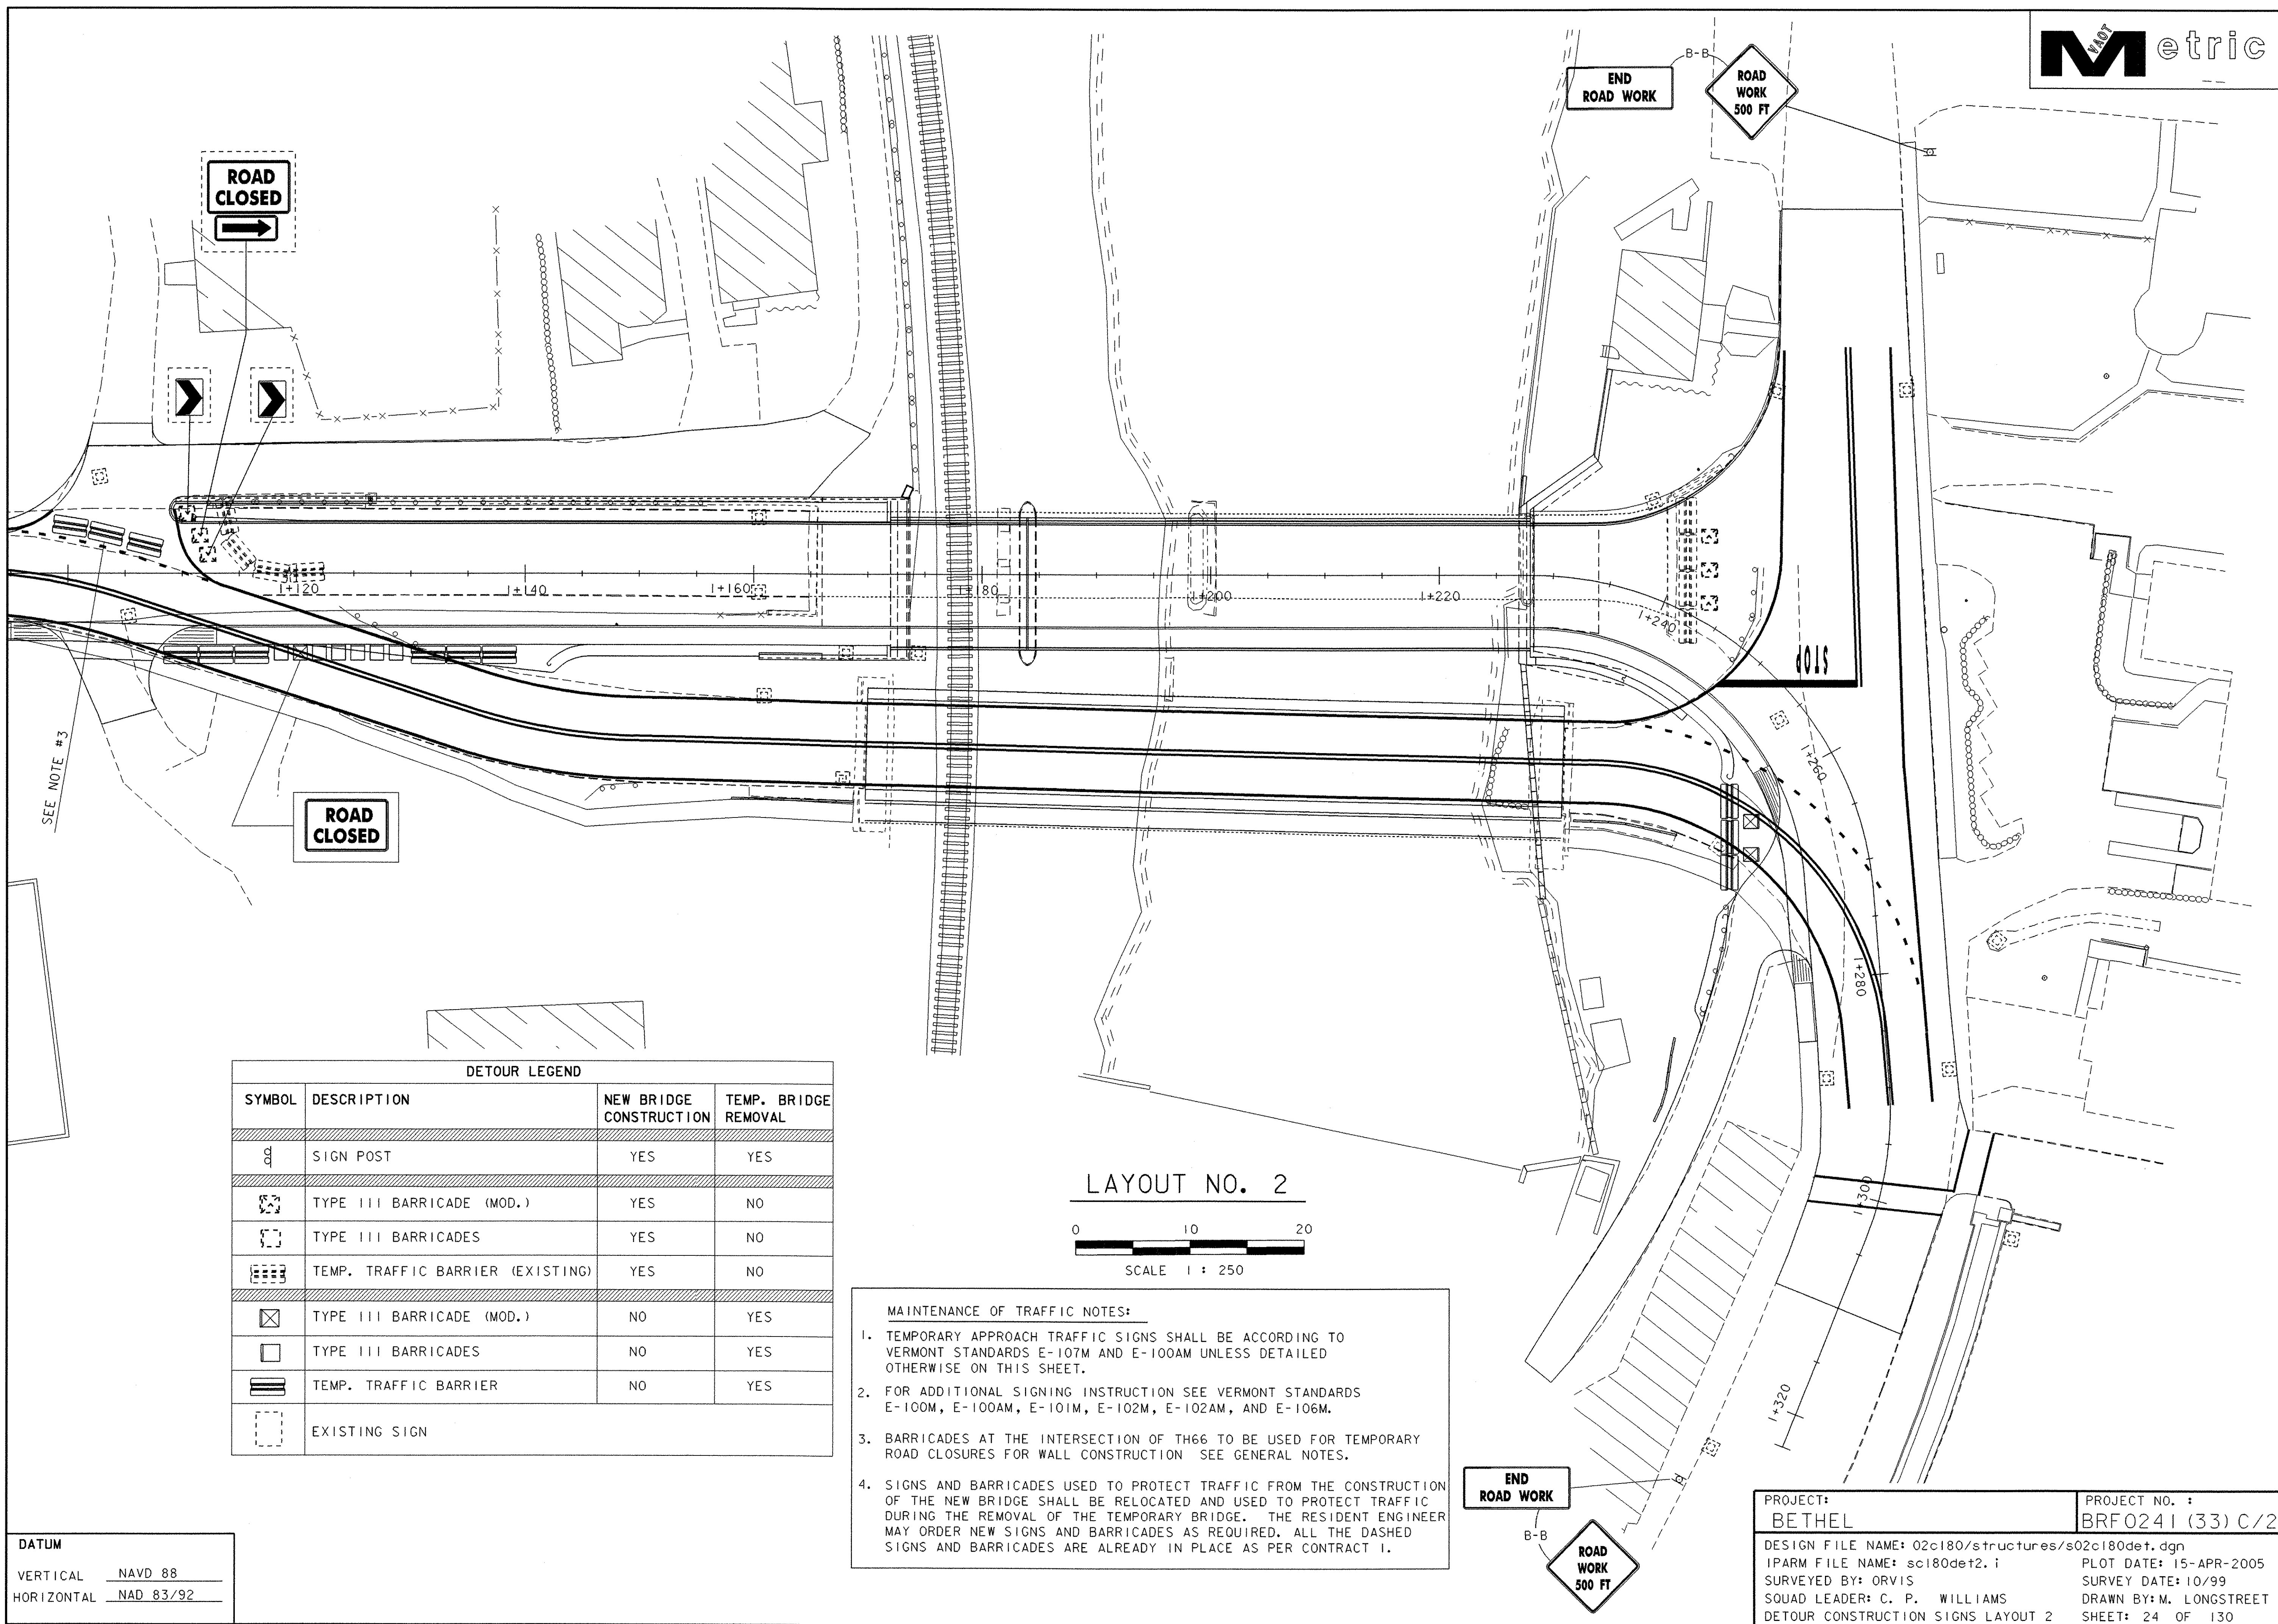 VAOT
Metric
END
ROAD WORK
B-B
ROAD
WORK
500 FT
ROAD
CLOSED
1+120
1+140
1+160
1+180
1+200
1+220
1+240
1+260
1+280
1+300
1+320
STOP
SEE NOTE #3
ROAD
CLOSED
DETOUR LEGEND
SYMBOL DESCRIPTION NEW BRIDGE CONSTRUCTION TEMP. BRIDGE REMOVAL
SIGN POST YES YES
TYPE III BARRICADE (MOD.) YES NO
TYPE III BARRICADES YES NO
TEMP. TRAFFIC BARRIER (EXISTING) YES NO
TYPE III BARRICADE (MOD.) NO YES
TYPE III BARRICADES NO YES
TEMP. TRAFFIC BARRIER NO YES
EXISTING SIGN
LAYOUT NO. 2
0 10 20
SCALE 1 : 250
MAINTENANCE OF TRAFFIC NOTES:
1. TEMPORARY APPROACH TRAFFIC SIGNS SHALL BE ACCORDING TO
VERMONT STANDARDS E-107M AND E-100AM UNLESS DETAILED
OTHERWISE ON THIS SHEET.
2. FOR ADDITIONAL SIGNING INSTRUCTION SEE VERMONT STANDARDS
E-100M, E-100AM, E-101M, E-102M, E-102AM, AND E-106M.
3. BARRICADES AT THE INTERSECTION OF TH66 TO BE USED FOR TEMPORARY
ROAD CLOSURES FOR WALL CONSTRUCTION SEE GENERAL NOTES.
4. SIGNS AND BARRICADES USED TO PROTECT TRAFFIC FROM THE CONSTRUCTION
OF THE NEW BRIDGE SHALL BE RELOCATED AND USED TO PROTECT TRAFFIC
DURING THE REMOVAL OF THE TEMPORARY BRIDGE. THE RESIDENT ENGINEER
MAY ORDER NEW SIGNS AND BARRICADES AS REQUIRED. ALL THE DASHED
SIGNS AND BARRICADES ARE ALREADY IN PLACE AS PER CONTRACT 1.
END
ROAD WORK
B-B
ROAD
WORK
500 FT
DATUM
VERTICAL NAVD 88
HORIZONTAL NAD 83/92
PROJECT: PROJECT NO. :
BETHEL BRF0241(33)C/2
DESIGN FILE NAME: 02c180/structures/s02c180det.dgn
IPARM FILE NAME: sc180det2.i PLOT DATE: 15-APR-2005
SURVEYED BY: ORVIS SURVEY DATE: 10/99
SQUAD LEADER: C. P. WILLIAMS DRAWN BY: M. LONGSTREET
DETOUR CONSTRUCTION SIGNS LAYOUT 2 SHEET: 24 OF 130